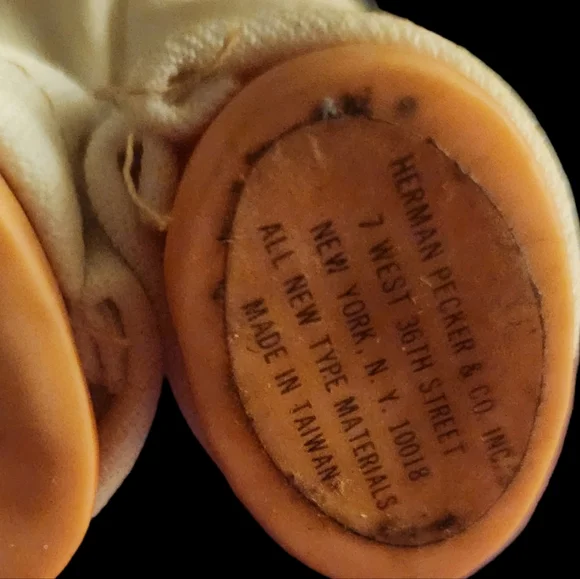 HERMAN PECKER & CO. INC.
7 WEST 36TH STREET
NEW YORK, N. Y. 10018
ALL NEW TYPE MATERIALS
MADE IN TAIWAN